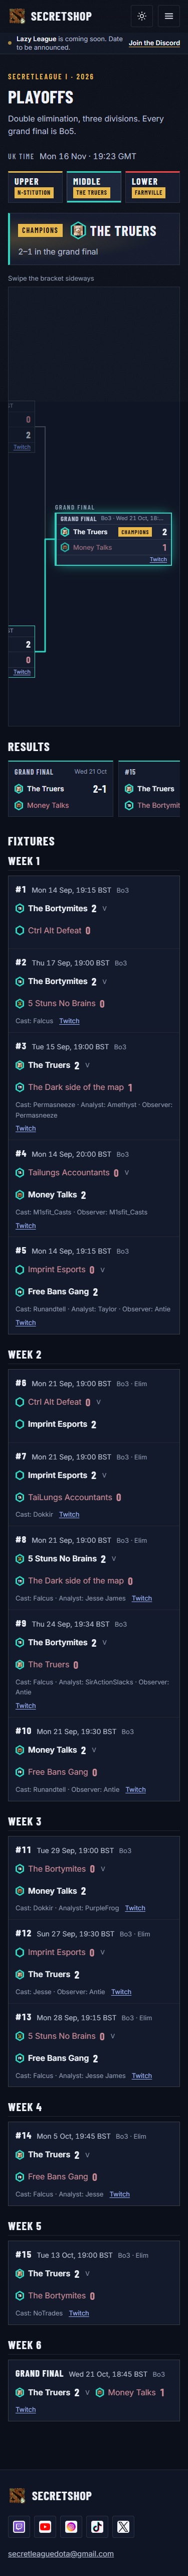 SECRETSHOP
Lazy League is coming soon. Date
to be announced.
Join the Discord
SECRETLEAGUE I · 2026
PLAYOFFS
Double elimination, three divisions. Every
grand final is Bo5.
UK TIME Mon 16 Nov · 19:23 GMT
UPPER
N-STITUTION
MIDDLE
THE TRUERS
LOWER
FARMVILLE
CHAMPIONS THE TRUERS
2–1 in the grand final
Swipe the bracket sideways
0
2
Twitch
GRAND FINAL
GRAND FINAL Bo3 · Wed 21 Oct, 18:...
The Truers CHAMPIONS 2
Money Talks 1
Twitch
2
0
Twitch
RESULTS
GRAND FINAL Wed 21 Oct
The Truers 2-1
Money Talks
#15
The Truers
The Bortymit
FIXTURES
WEEK 1
#1 Mon 14 Sep, 19:15 BST Bo3
The Bortymites 2 V
Ctrl Alt Defeat 0
#2 Thu 17 Sep, 19:00 BST Bo3
The Bortymites 2 V
5 Stuns No Brains 0
Cast: Falcus Twitch
#3 Tue 15 Sep, 19:00 BST Bo3
The Truers 2 V
The Dark side of the map 1
Cast: Permasneeze · Analyst: Amethyst · Observer:
Permasneeze
Twitch
#4 Mon 14 Sep, 20:00 BST Bo3
Tailungs Accountants 0 V
Money Talks 2
Cast: M1sfit_Casts · Observer: M1sfit_Casts
Twitch
#5 Mon 14 Sep, 19:15 BST Bo3
Imprint Esports 0 V
Free Bans Gang 2
Cast: Runandtell · Analyst: Taylor · Observer: Antie
Twitch
WEEK 2
#6 Mon 21 Sep, 19:00 BST Bo3 · Elim
Ctrl Alt Defeat 0 V
Imprint Esports 2
#7 Mon 21 Sep, 19:00 BST Bo3 · Elim
Imprint Esports 2 V
TaiLungs Accountants 0
Cast: Dokkir Twitch
#8 Mon 21 Sep, 19:00 BST Bo3 · Elim
5 Stuns No Brains 2 V
The Dark side of the map 0
Cast: Falcus · Analyst: Jesse James Twitch
#9 Thu 24 Sep, 19:34 BST Bo3
The Bortymites 2 V
The Truers 0
Cast: Falcus · Analyst: SirActionSlacks · Observer:
Antie
Twitch
#10 Mon 21 Sep, 19:30 BST Bo3
Money Talks 2 V
Free Bans Gang 0
Cast: Runandtell · Observer: Antie Twitch
WEEK 3
#11 Tue 29 Sep, 19:00 BST Bo3
The Bortymites 0 V
Money Talks 2
Cast: Dokkir · Analyst: PurpleFrog Twitch
#12 Sun 27 Sep, 19:30 BST Bo3 · Elim
Imprint Esports 0 V
The Truers 2
Cast: Jesse · Observer: Antie Twitch
#13 Mon 28 Sep, 19:15 BST Bo3 · Elim
5 Stuns No Brains 0 V
Free Bans Gang 2
Cast: Falcus · Analyst: Jesse James Twitch
WEEK 4
#14 Mon 5 Oct, 19:45 BST Bo3 · Elim
The Truers 2 V
Free Bans Gang 0
Cast: Falcus · Analyst: Jesse Twitch
WEEK 5
#15 Tue 13 Oct, 19:00 BST Bo3 · Elim
The Truers 2 V
The Bortymites 0
Cast: NoTrades Twitch
WEEK 6
GRAND FINAL Wed 21 Oct, 18:45 BST Bo3
The Truers 2 V Money Talks 1
Twitch
SECRETSHOP
secretleaguedota@gmail.com